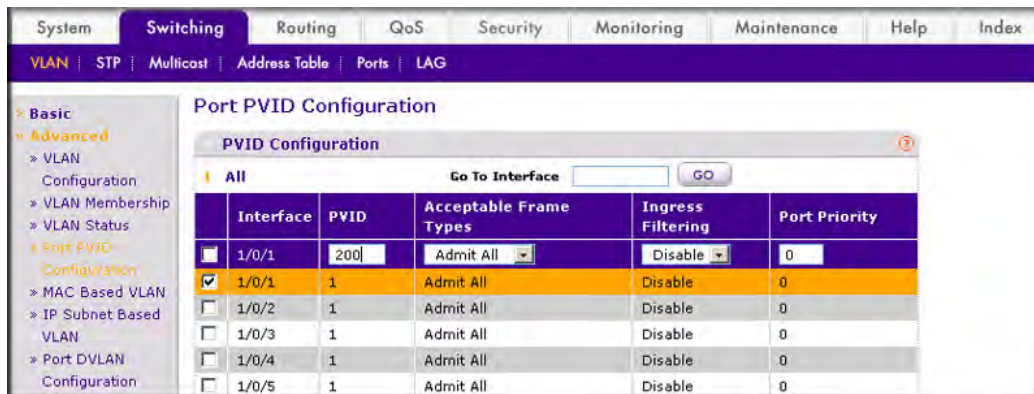 System Switching Routing QoS Security Monitoring Maintenance Help Index
VLAN STP Multicast Address Table Ports LAG
Basic
Advanced
» VLAN
Configuration
» VLAN Membership
» VLAN Status
» Port PVID
Configuration
» MAC Based VLAN
» IP Subnet Based
VLAN
» Port DVLAN
Configuration
Port PVID Configuration
PVID Configuration
All Go To Interface GO
Interface PVID Acceptable Frame Types Ingress Filtering Port Priority
1/0/1 200 Admit All Disable 0
1/0/1 1 Admit All Disable 0
1/0/2 1 Admit All Disable 0
1/0/3 1 Admit All Disable 0
1/0/4 1 Admit All Disable 0
1/0/5 1 Admit All Disable 0